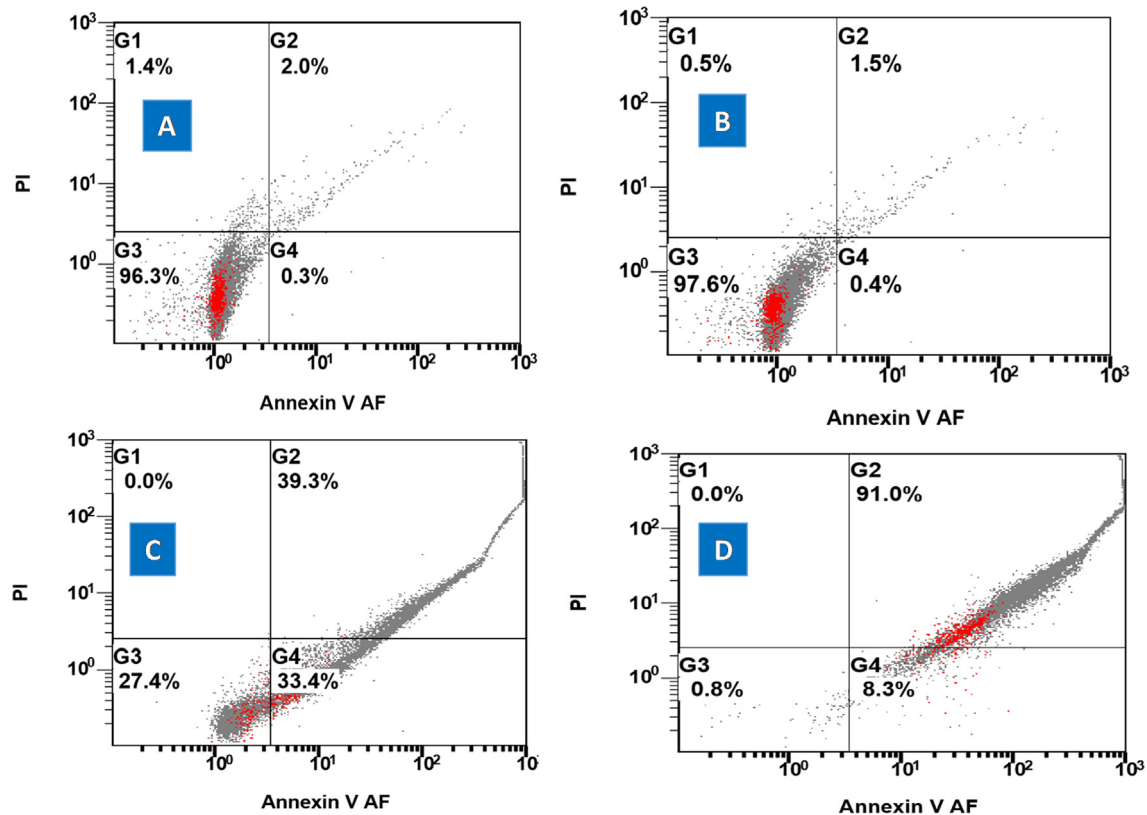 10³
G1
1.4%
G2
2.0%
10²
A
PI
10¹
G3
96.3%
G4
0.3%
10⁰
10⁰ 10¹ 10² 10³
Annexin V AF
10³
G1
0.5%
G2
1.5%
10²
B
PI
10¹
G3
97.6%
G4
0.4%
10⁰
10⁰ 10¹ 10² 10³
Annexin V AF
10³
G1
0.0%
G2
39.3%
10²
C
PI
10¹
G3
27.4%
G4
33.4%
10⁰
10⁰ 10¹ 10² 10
Annexin V AF
10³
G1
0.0%
G2
91.0%
10²
D
PI
10¹
G3
0.8%
G4
8.3%
10⁰
10⁰ 10¹ 10² 10³
Annexin V AF